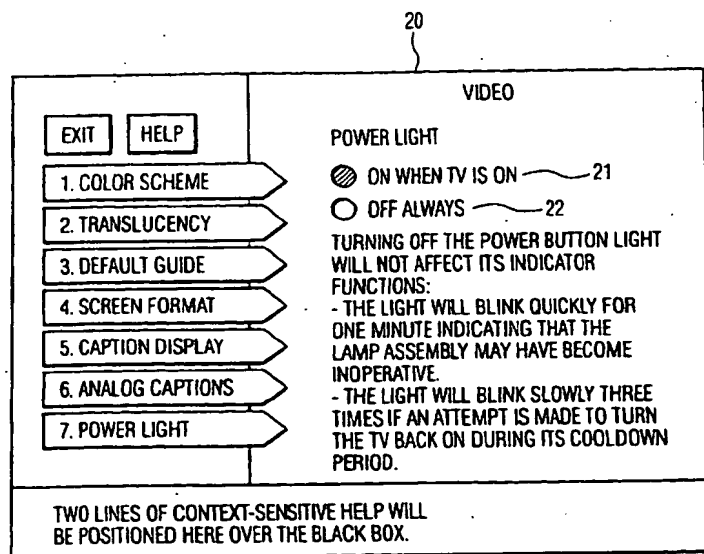 20
VIDEO
EXIT HELP
1. COLOR SCHEME
2. TRANSLUCENCY
3. DEFAULT GUIDE
4. SCREEN FORMAT
5. CAPTION DISPLAY
6. ANALOG CAPTIONS
7. POWER LIGHT
POWER LIGHT
ON WHEN TV IS ON 21
OFF ALWAYS 22
TURNING OFF THE POWER BUTTON LIGHT
WILL NOT AFFECT ITS INDICATOR
FUNCTIONS:
- THE LIGHT WILL BLINK QUICKLY FOR
ONE MINUTE INDICATING THAT THE
LAMP ASSEMBLY MAY HAVE BECOME
INOPERATIVE.
- THE LIGHT WILL BLINK SLOWLY THREE
TIMES IF AN ATTEMPT IS MADE TO TURN
THE TV BACK ON DURING ITS COOLDOWN
PERIOD.
TWO LINES OF CONTEXT-SENSITIVE HELP WILL
BE POSITIONED HERE OVER THE BLACK BOX.